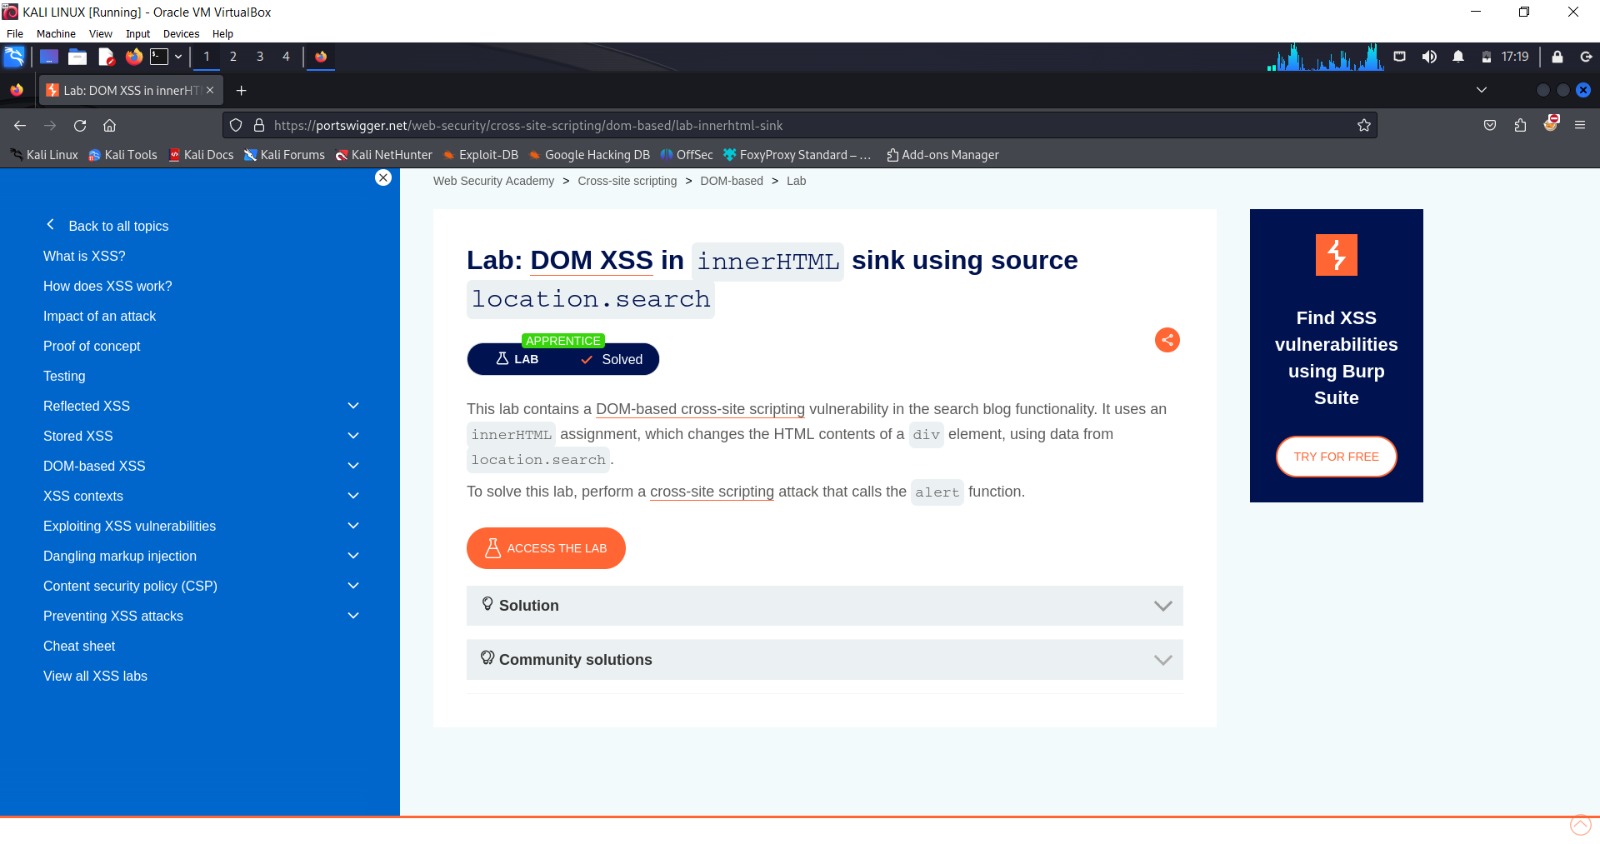 KALI LINUX [Running] - Oracle VM VirtualBox
File Machine View Input Devices Help
1 2 3 4 17:19
Lab: DOM XSS in innerHT
https://portswigger.net/web-security/cross-site-scripting/dom-based/lab-innerhtml-sink
Kali Linux Kali Tools Kali Docs Kali Forums Kali NetHunter Exploit-DB Google Hacking DB OffSec FoxyProxy Standard – ... Add-ons Manager
Back to all topics
What is XSS?
How does XSS work?
Impact of an attack
Proof of concept
Testing
Reflected XSS
Stored XSS
DOM-based XSS
XSS contexts
Exploiting XSS vulnerabilities
Dangling markup injection
Content security policy (CSP)
Preventing XSS attacks
Cheat sheet
View all XSS labs
Web Security Academy > Cross-site scripting > DOM-based > Lab
Lab: DOM XSS in innerHTML sink using source
location.search
APPRENTICE
LAB Solved
This lab contains a DOM-based cross-site scripting vulnerability in the search blog functionality. It uses an
innerHTML assignment, which changes the HTML contents of a div element, using data from
location.search.
To solve this lab, perform a cross-site scripting attack that calls the alert function.
ACCESS THE LAB
Solution
Community solutions
Find XSS
vulnerabilities
using Burp
Suite
TRY FOR FREE